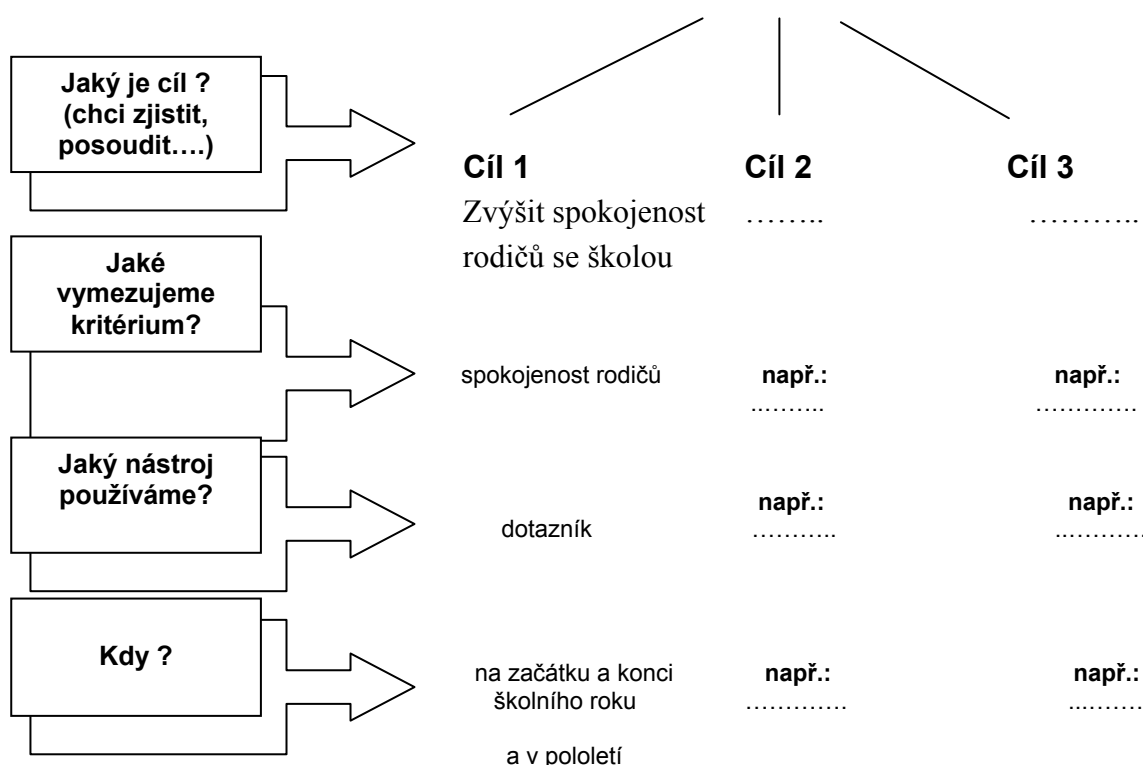 Jaký je cíl ?
(chci zjistit,
posoudit….)
Cíl 1
Cíl 2
Cíl 3
Zvýšit spokojenost
rodičů se školou
……..
………..
Jaké
vymezujeme
kritérium?
spokojenost rodičů
např.:
..……..
např.:
………….
Jaký nástroj
používáme?
dotazník
např.:
………..
např.:
..………
Kdy ?
na začátku a konci
školního roku
a v pololetí
např.:
………….
např.:
...……